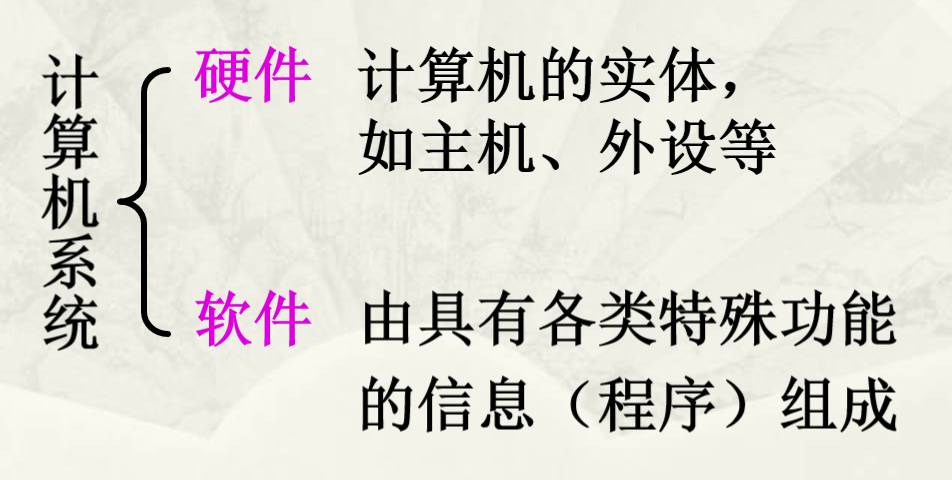 计算机系统
硬件 计算机的实体，
如主机、外设等
软件 由具有各类特殊功能
的信息（程序）组成